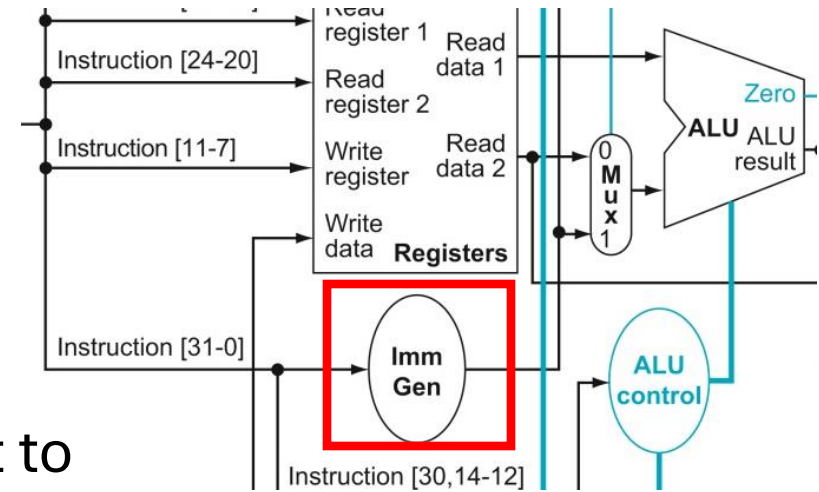 Read
register 1
Read
data 1
Instruction [24-20]
Read
register 2
Zero
ALU
ALU
result
Instruction [11-7]
Write
register
Read
data 2
0
M
u
x
1
Write
data
Registers
Instruction [31-0]
Imm
Gen
ALU
control
to
Instruction [30,14-12]